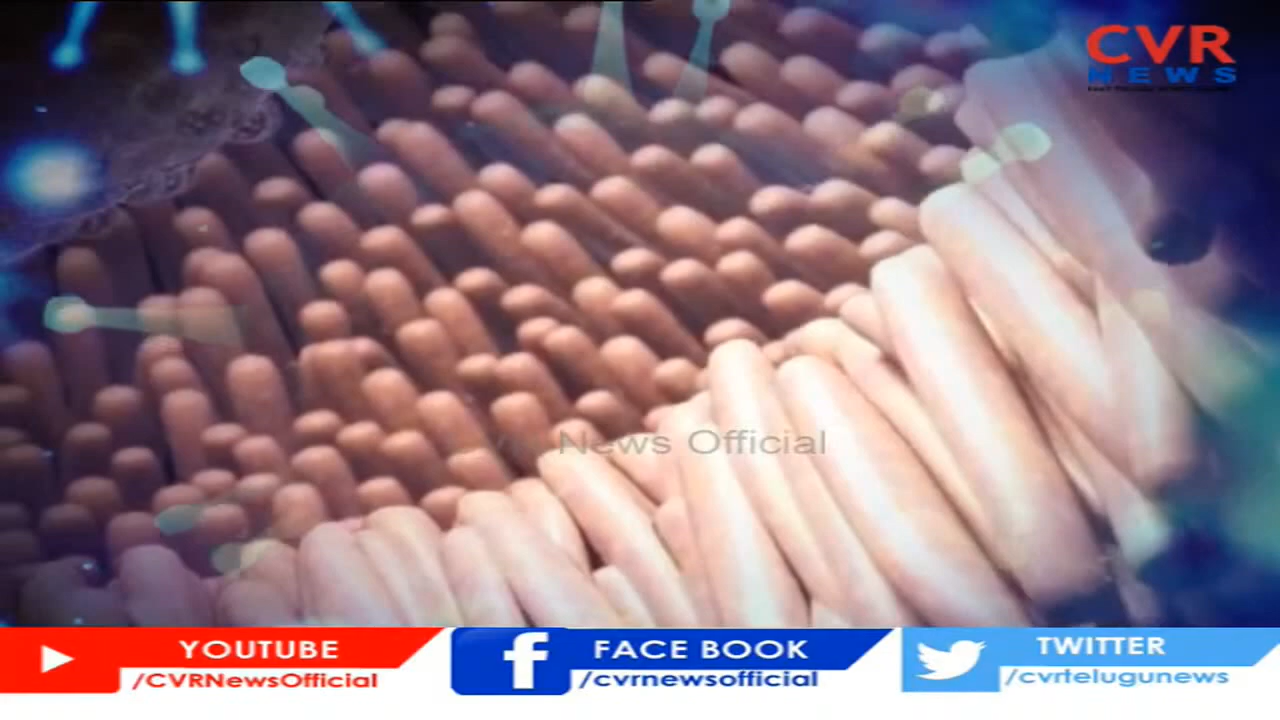 CVR
NEWS
News Official
YOUTUBE
/CVRNewsOfficial
FACE BOOK
/cvrnewsofficial
TWITTER
/cvrtelugunews